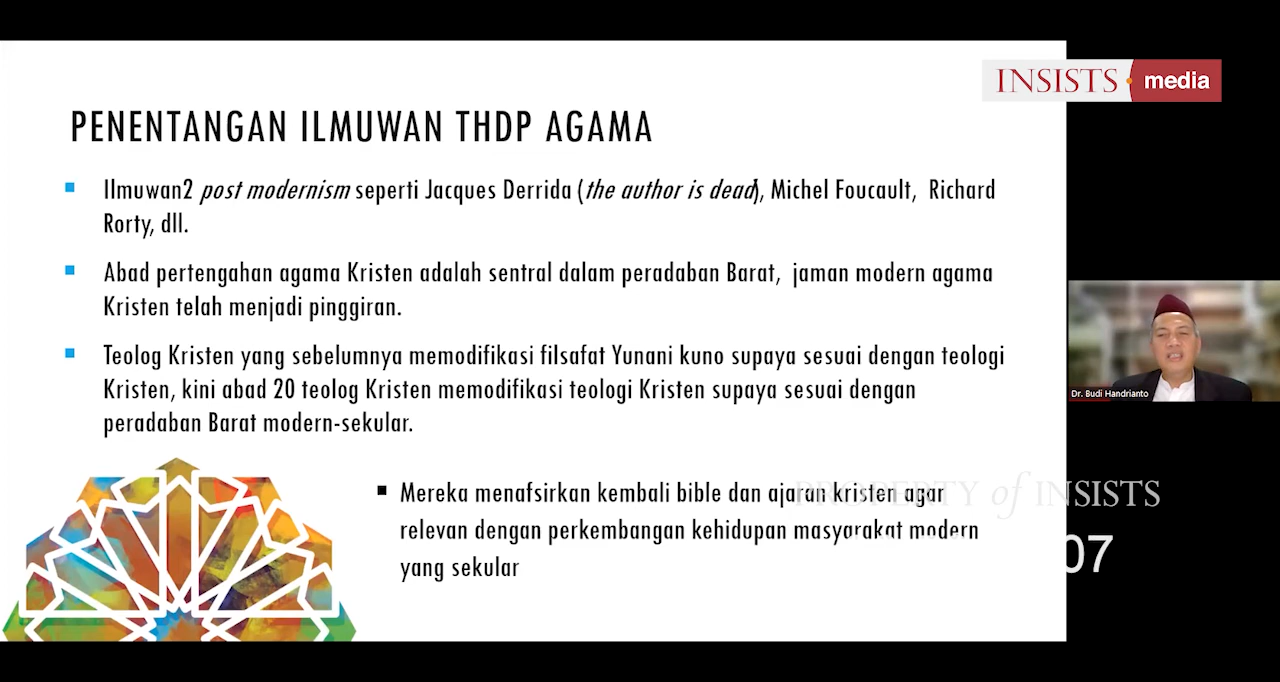 INSISTS media
PENENTANGAN ILMUWAN THDP AGAMA
Ilmuwan2 post modernism seperti Jacques Derrida (the author is dead), Michel Foucault, Richard
Rorty, dll.
Abad pertengahan agama Kristen adalah sentral dalam peradaban Barat, jaman modern agama
Kristen telah menjadi pinggiran.
Teolog Kristen yang sebelumnya memodifikasi filsafat Yunani kuno supaya sesuai dengan teologi
Kristen, kini abad 20 teolog Kristen memodifikasi teologi Kristen supaya sesuai dengan
peradaban Barat modern-sekular.
Dr. Budi Handrianto
Mereka menafsirkan kembali bible dan ajaran kristen agar
relevan dengan perkembangan kehidupan masyarakat modern
yang sekular
PROPERTY of INSISTS
07